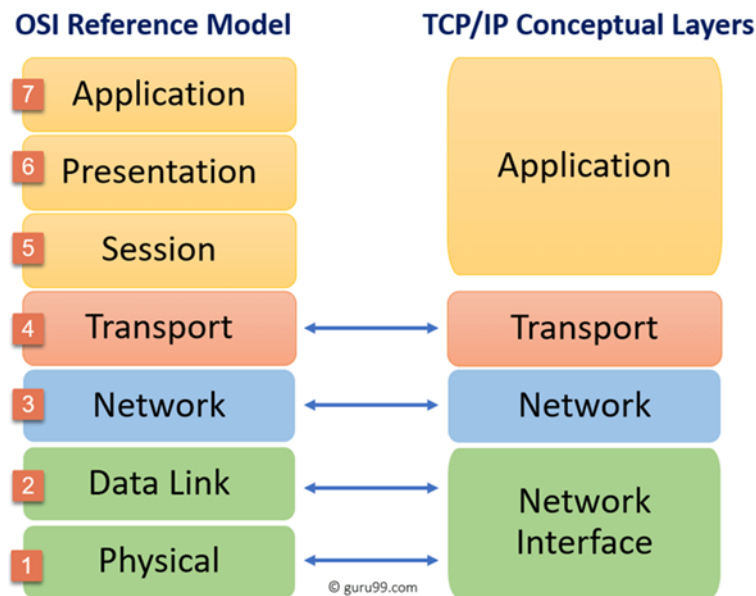 OSI Reference Model
TCP/IP Conceptual Layers
7 Application
6 Presentation
5 Session
4 Transport
3 Network
2 Data Link
1 Physical
Application
Transport
Network
Network
Interface
© guru99.com